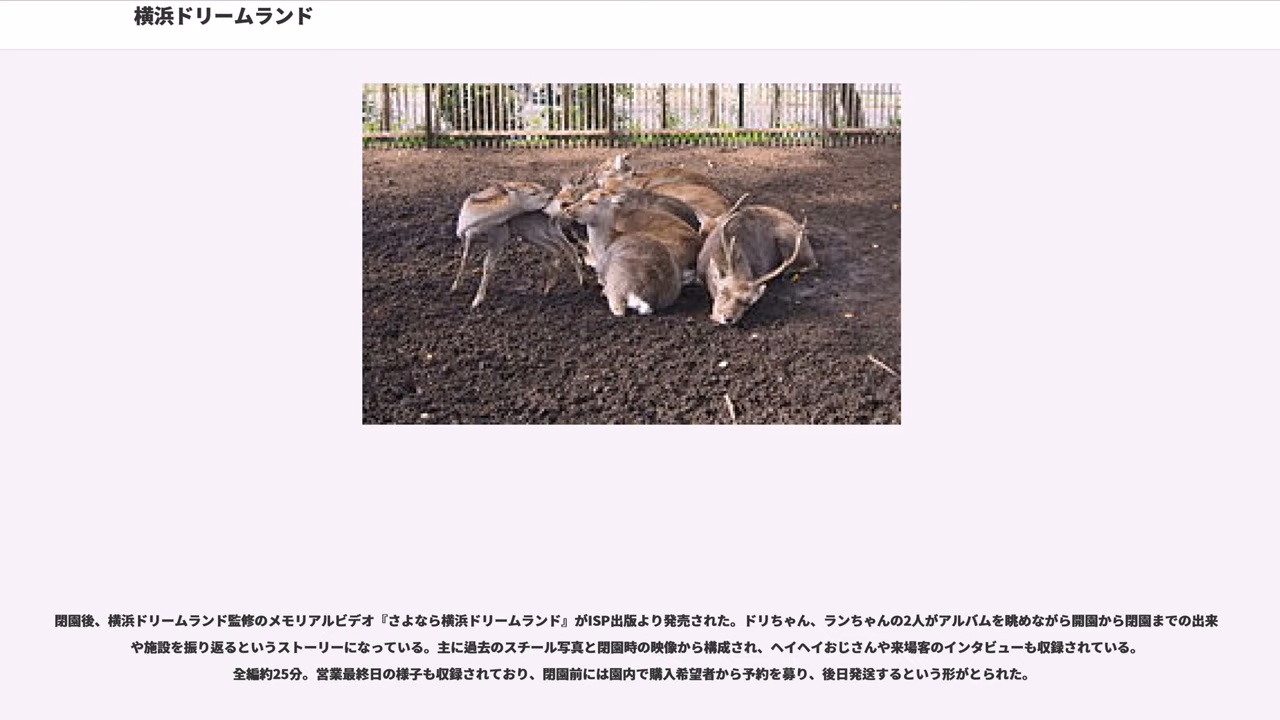 横浜ドリームランド
閉園後、横浜ドリームランド監修のメモリアルビデオ『さよなら横浜ドリームランド』がISP出版より発売された。ドリちゃん、ランちゃんの2人がアルバムを眺めながら開園から閉園までの出来
や施設を振り返るというストーリーになっている。主に過去のスチール写真と閉園時の映像から構成され、ヘイヘイおじさんや来場客のインタビューも収録されている。
全編約25分。営業最終日の様子も収録されており、閉園前には園内で購入希望者から予約を募り、後日発送するという形がとられた。